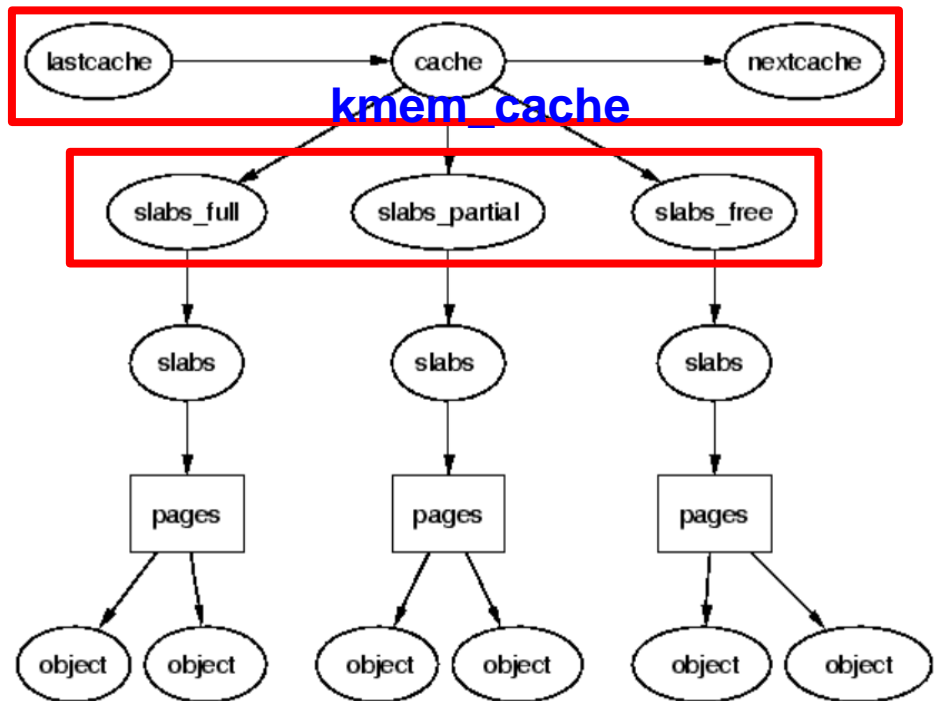 lastcache cache nextcache
kmem_cache
slabs_full slabs_partial slabs_free
slabs slabs slabs
pages pages pages
object object object object object object